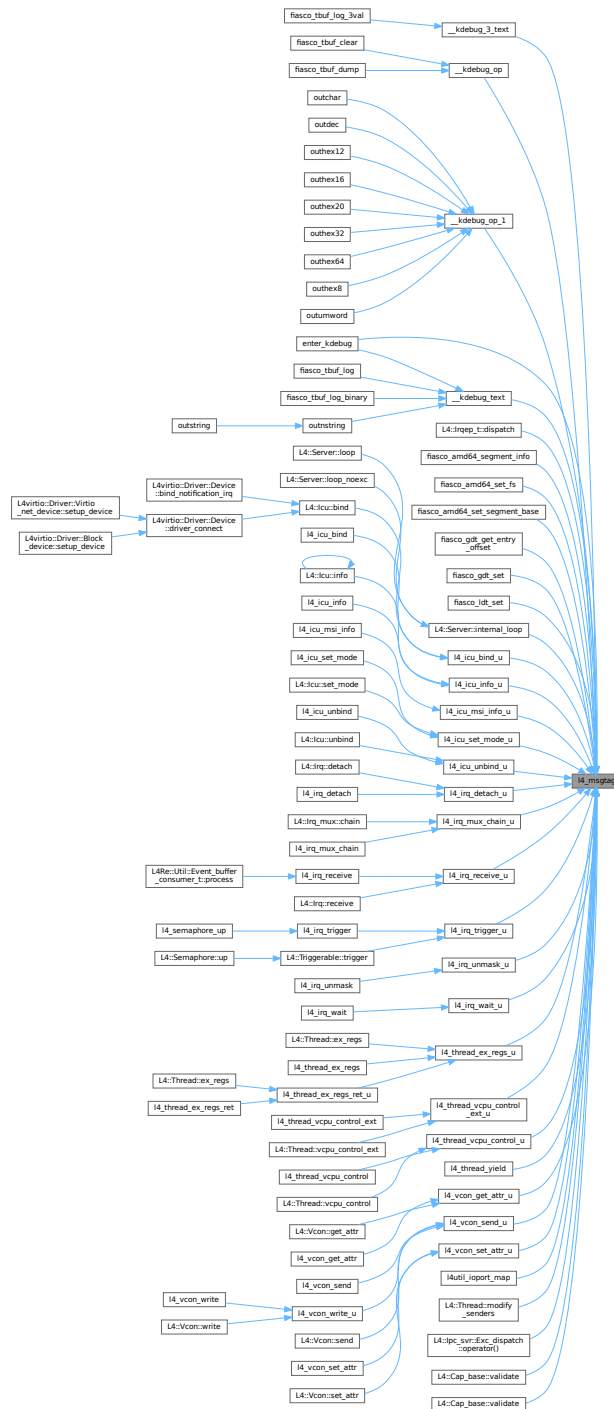 fiasco_tbuf_log_3val
__kdebug_3_text
fiasco_tbuf_clear
__kdebug_op
fiasco_tbuf_dump
outchar
outdec
outhex12
outhex16
outhex20
__kdebug_op_1
outhex32
outhex64
outhex8
outumword
enter_kdebug
fiasco_tbuf_log
fiasco_tbuf_log_binary
__kdebug_text
outstring
outnstring
L4::Irqep_t::dispatch
L4::Server::loop
fiasco_amd64_segment_info
L4::Server::loop_noexc
fiasco_amd64_set_fs
L4virtio::Driver::Device
::bind_notification_irq
L4virtio::Driver::Virtio
_net_device::setup_device
L4::Icu::bind
fiasco_amd64_set_segment_base
L4virtio::Driver::Device
::driver_connect
L4virtio::Driver::Block
_device::setup_device
l4_icu_bind
fiasco_gdt_get_entry
_offset
L4::Icu::info
fiasco_gdt_set
l4_icu_info
fiasco_ldt_set
l4_icu_msi_info
L4::Server::internal_loop
l4_icu_set_mode
l4_icu_bind_u
L4::Icu::set_mode
l4_icu_info_u
l4_icu_unbind
l4_icu_msi_info_u
L4::Icu::unbind
l4_icu_set_mode_u
L4::Irq::detach
l4_icu_unbind_u
l4_msgtag
l4_irq_detach
l4_irq_detach_u
L4::Irq_mux::chain
l4_irq_mux_chain_u
l4_irq_mux_chain
L4Re::Util::Event_buffer
_consumer_t::process
l4_irq_receive
l4_irq_receive_u
L4::Irq::receive
l4_semaphore_up
l4_irq_trigger
l4_irq_trigger_u
L4::Semaphore::up
L4::Triggerable::trigger
l4_irq_unmask_u
l4_irq_unmask
l4_irq_wait
l4_irq_wait_u
L4::Thread::ex_regs
l4_thread_ex_regs_u
l4_thread_ex_regs
L4::Thread::ex_regs
l4_thread_ex_regs_ret_u
l4_thread_ex_regs_ret
l4_thread_vcpu_control
_ext_u
l4_thread_vcpu_control_ext
l4_thread_vcpu_control_u
L4::Thread::vcpu_control_ext
l4_thread_vcpu_control
l4_thread_yield
L4::Thread::vcpu_control
l4_vcon_get_attr_u
L4::Vcon::get_attr
l4_vcon_send_u
l4_vcon_get_attr
l4_vcon_set_attr_u
l4_vcon_send
l4util_ioport_map
l4_vcon_write
l4_vcon_write_u
L4::Thread::modify
_senders
L4::Vcon::write
L4::Vcon::send
L4::Ipc_svr::Exc_dispatch
::operator()
l4_vcon_set_attr
L4::Cap_base::validate
L4::Vcon::set_attr
L4::Cap_base::validate